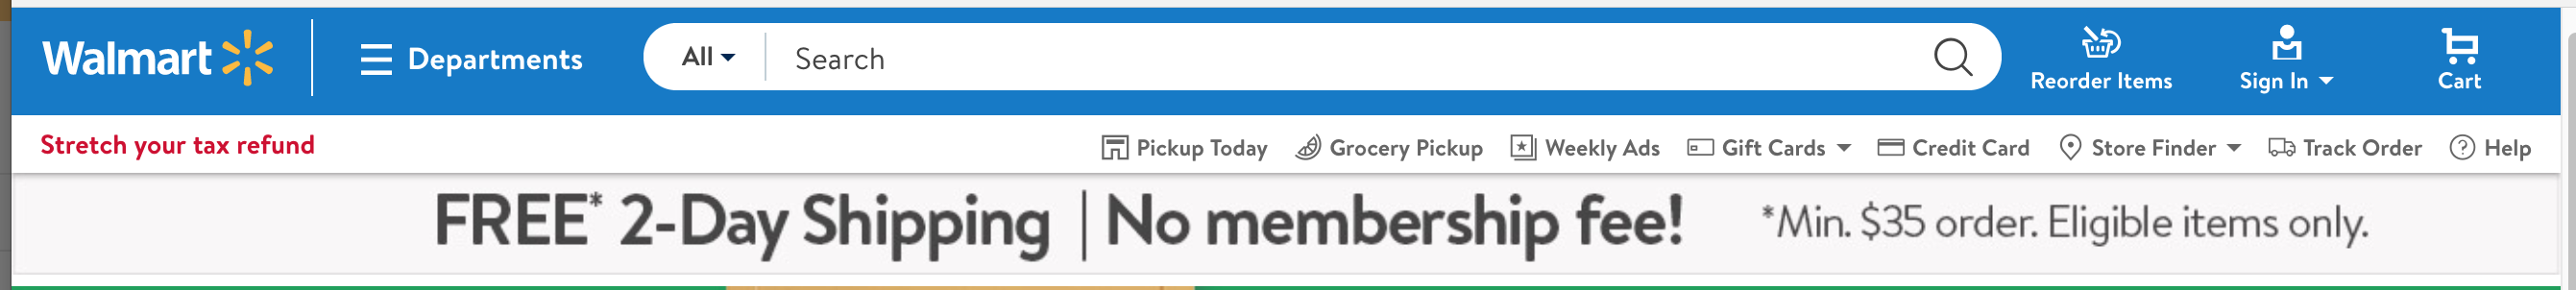 Walmart
Departments
All
Search
Reorder Items
Sign In
Cart
Stretch your tax refund
Pickup Today
Grocery Pickup
Weekly Ads
Gift Cards
Credit Card
Store Finder
Track Order
Help
FREE* 2-Day Shipping | No membership fee! *Min. $35 order. Eligible items only.